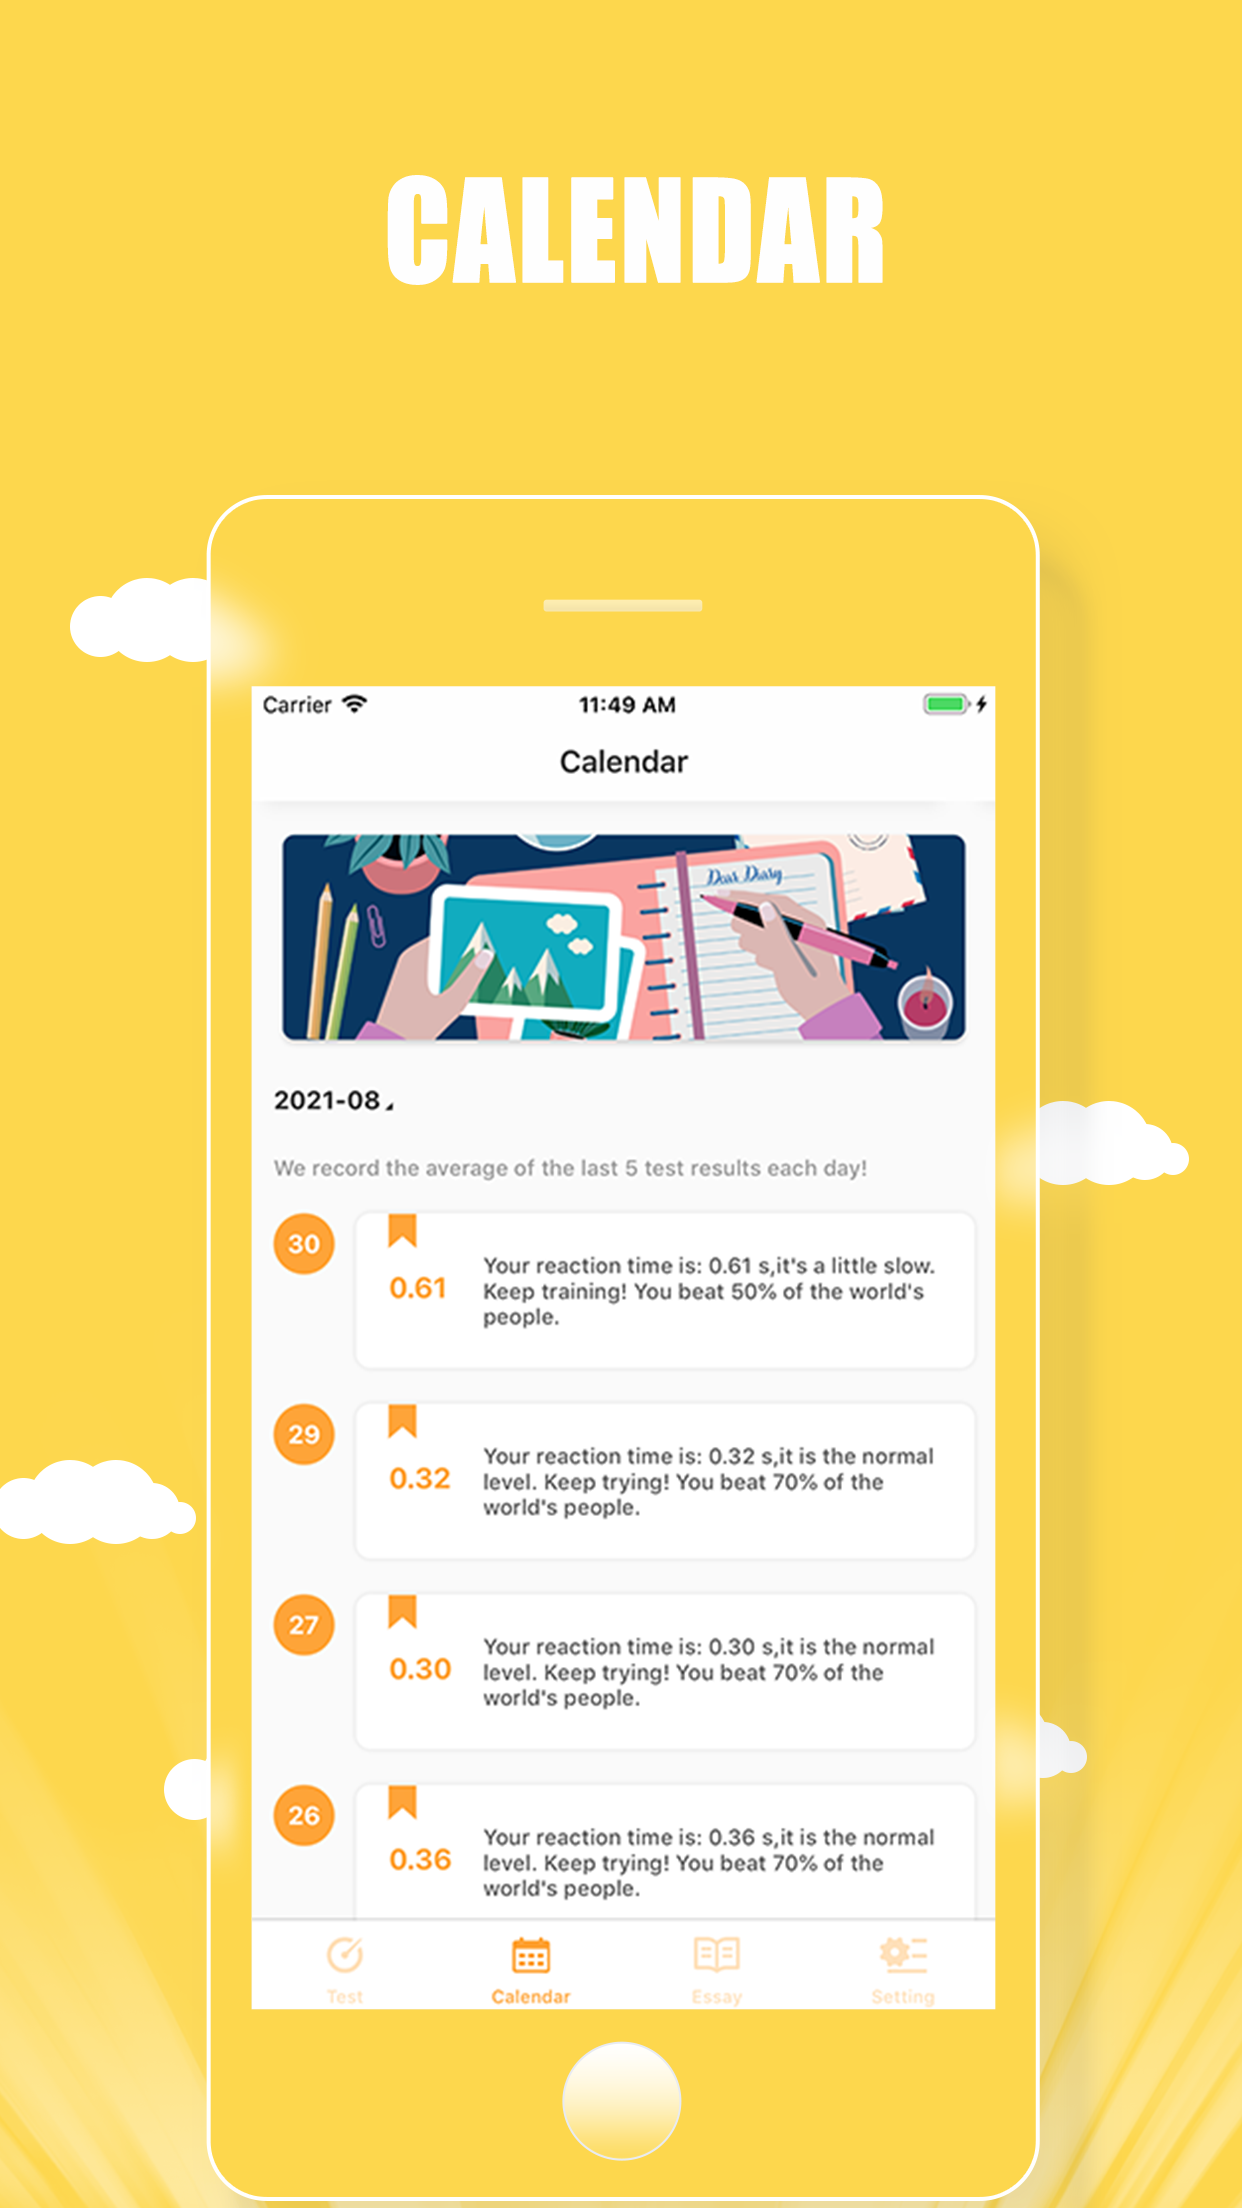 CALENDAR
Carrier
11:49 AM
Calendar
Dear Diary
2021-08
We record the average of the last 5 test results each day!
30
0.61
Your reaction time is: 0.61 s,it's a little slow.
Keep training! You beat 50% of the world's
people.
29
0.32
Your reaction time is: 0.32 s,it is the normal
level. Keep trying! You beat 70% of the
world's people.
27
0.30
Your reaction time is: 0.30 s,it is the normal
level. Keep trying! You beat 70% of the
world's people.
26
0.36
Your reaction time is: 0.36 s,it is the normal
level. Keep trying! You beat 70% of the
world's people.
Test
Calendar
Essay
Setting